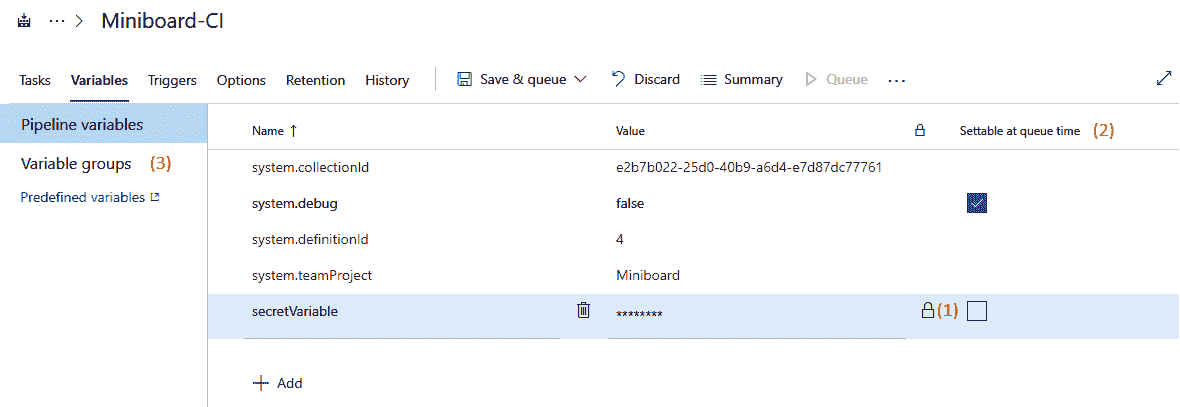 ... > Miniboard-CI
Tasks Variables Triggers Options Retention History Save & queue Discard Summary Queue ...
Pipeline variables
Variable groups (3)
Predefined variables
Name ↑ Value Settable at queue time (2)
system.collectionId e2b7b022-25d0-40b9-a6d4-e7d87dc77761
system.debug false
system.definitionId 4
system.teamProject Miniboard
secretVariable ******** (1)
+ Add